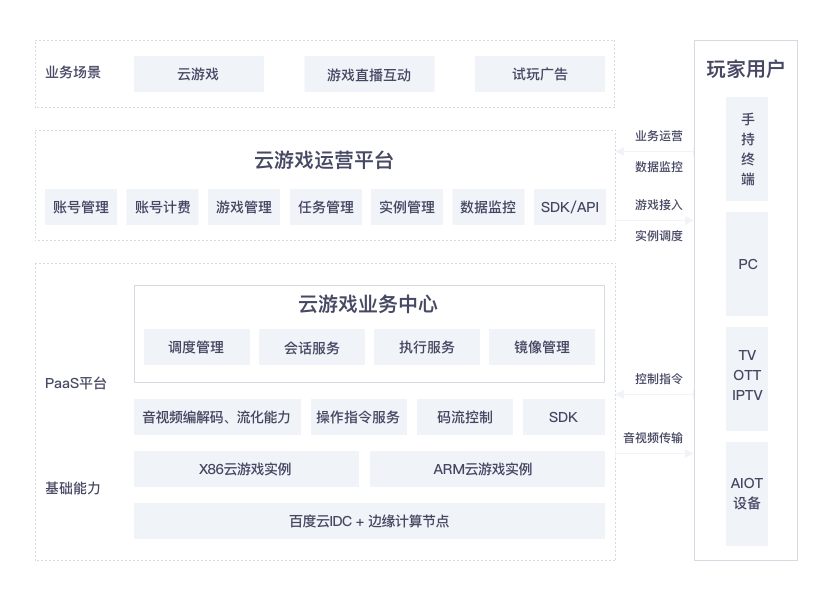 业务场景
云游戏
游戏直播互动
试玩广告
云游戏运营平台
账号管理
账号计费
游戏管理
任务管理
实例管理
数据监控
SDK/API
云游戏业务中心
调度管理
会话服务
执行服务
镜像管理
PaaS平台
音视频编解码、流化能力
操作指令服务
码流控制
SDK
基础能力
X86云游戏实例
ARM云游戏实例
百度云IDC + 边缘计算节点
业务运营
数据监控
游戏接入
实例调度
控制指令
音视频传输
玩家用户
手
持
终
端
PC
TV
OTT
IPTV
AIOT
设备